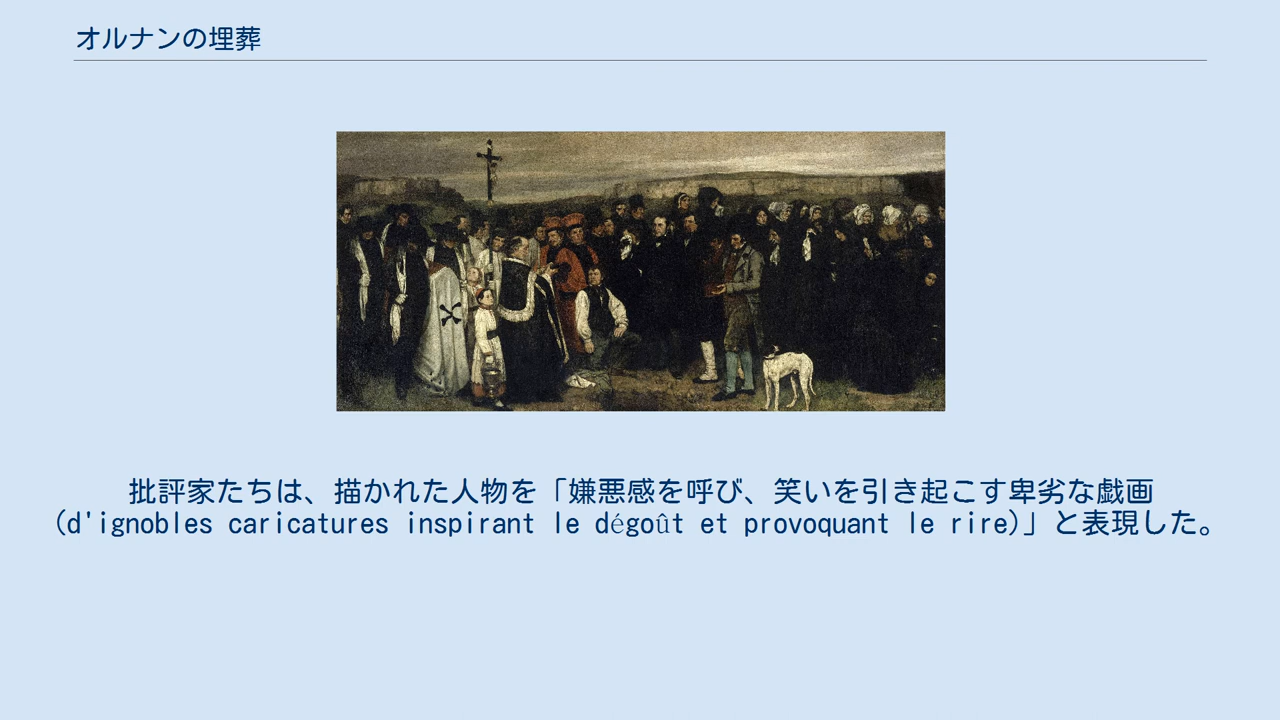 オルナンの埋葬
批評家たちは、描かれた人物を「嫌悪感を呼び、笑いを引き起こす卑劣な戯画
(d'ignobles caricatures inspirant le dégoût et provoquant le rire)」と表現した。